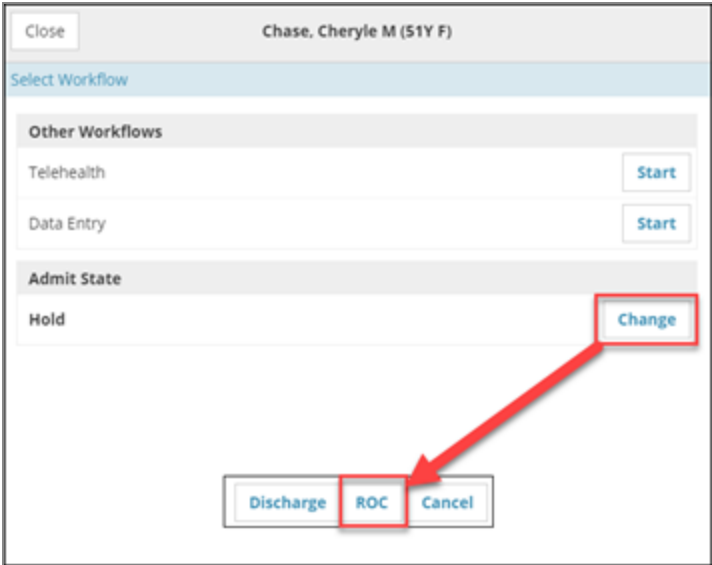 Close Chase, Cheryle M (51Y F)
Select Workflow
Other Workflows
Telehealth Start
Data Entry Start
Admit State
Hold Change
Discharge ROC Cancel